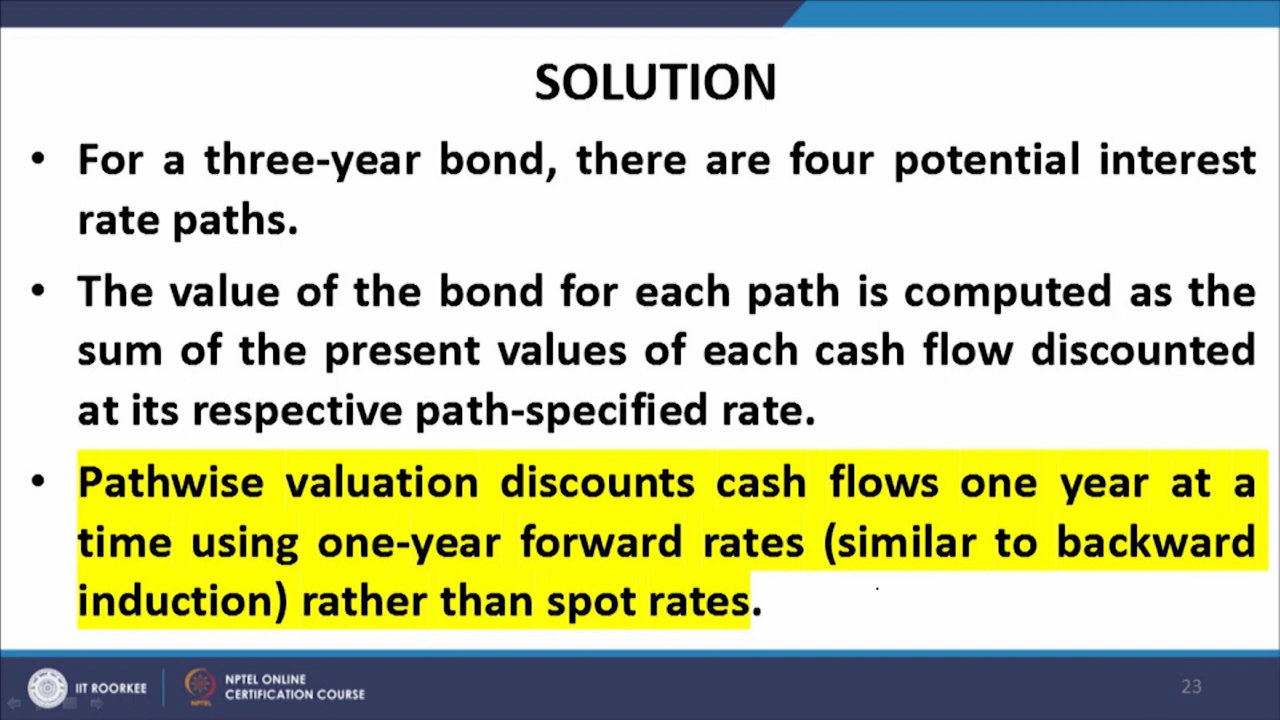 SOLUTION
• For a three-year bond, there are four potential interest
rate paths.
• The value of the bond for each path is computed as the
sum of the present values of each cash flow discounted
at its respective path-specified rate.
• Pathwise valuation discounts cash flows one year at a
time using one-year forward rates (similar to backward
induction) rather than spot rates.
IIT ROORKEE
NPTEL
NPTEL ONLINE
CERTIFICATION COURSE
23